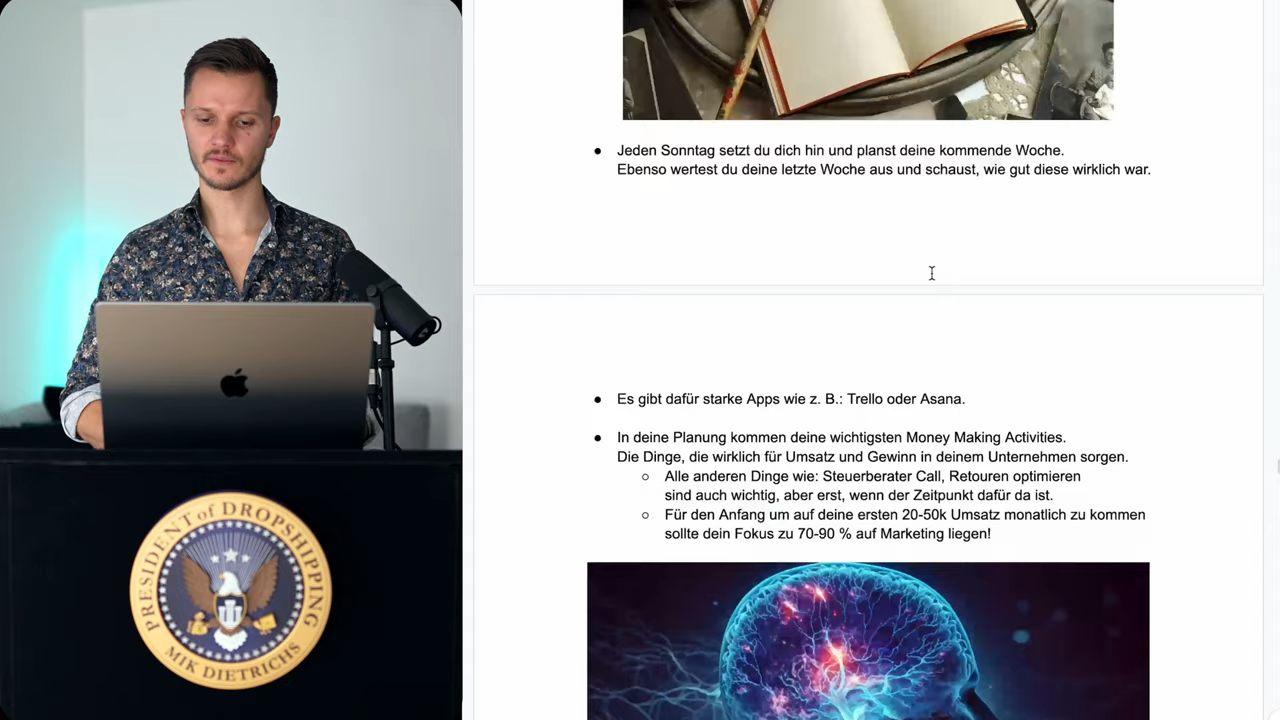 PRESIDENT of DROPSHIPPING
MIK DIETRICHS
● Jeden Sonntag setzt du dich hin und planst deine kommende Woche.
Ebenso wertest du deine letzte Woche aus und schaust, wie gut diese wirklich war.
● Es gibt dafür starke Apps wie z. B.: Trello oder Asana.
● In deine Planung kommen deine wichtigsten Money Making Activities.
Die Dinge, die wirklich für Umsatz und Gewinn in deinem Unternehmen sorgen.
○ Alle anderen Dinge wie: Steuerberater Call, Retouren optimieren
sind auch wichtig, aber erst, wenn der Zeitpunkt dafür da ist.
○ Für den Anfang um auf deine ersten 20-50k Umsatz monatlich zu kommen
sollte dein Fokus zu 70-90 % auf Marketing liegen!